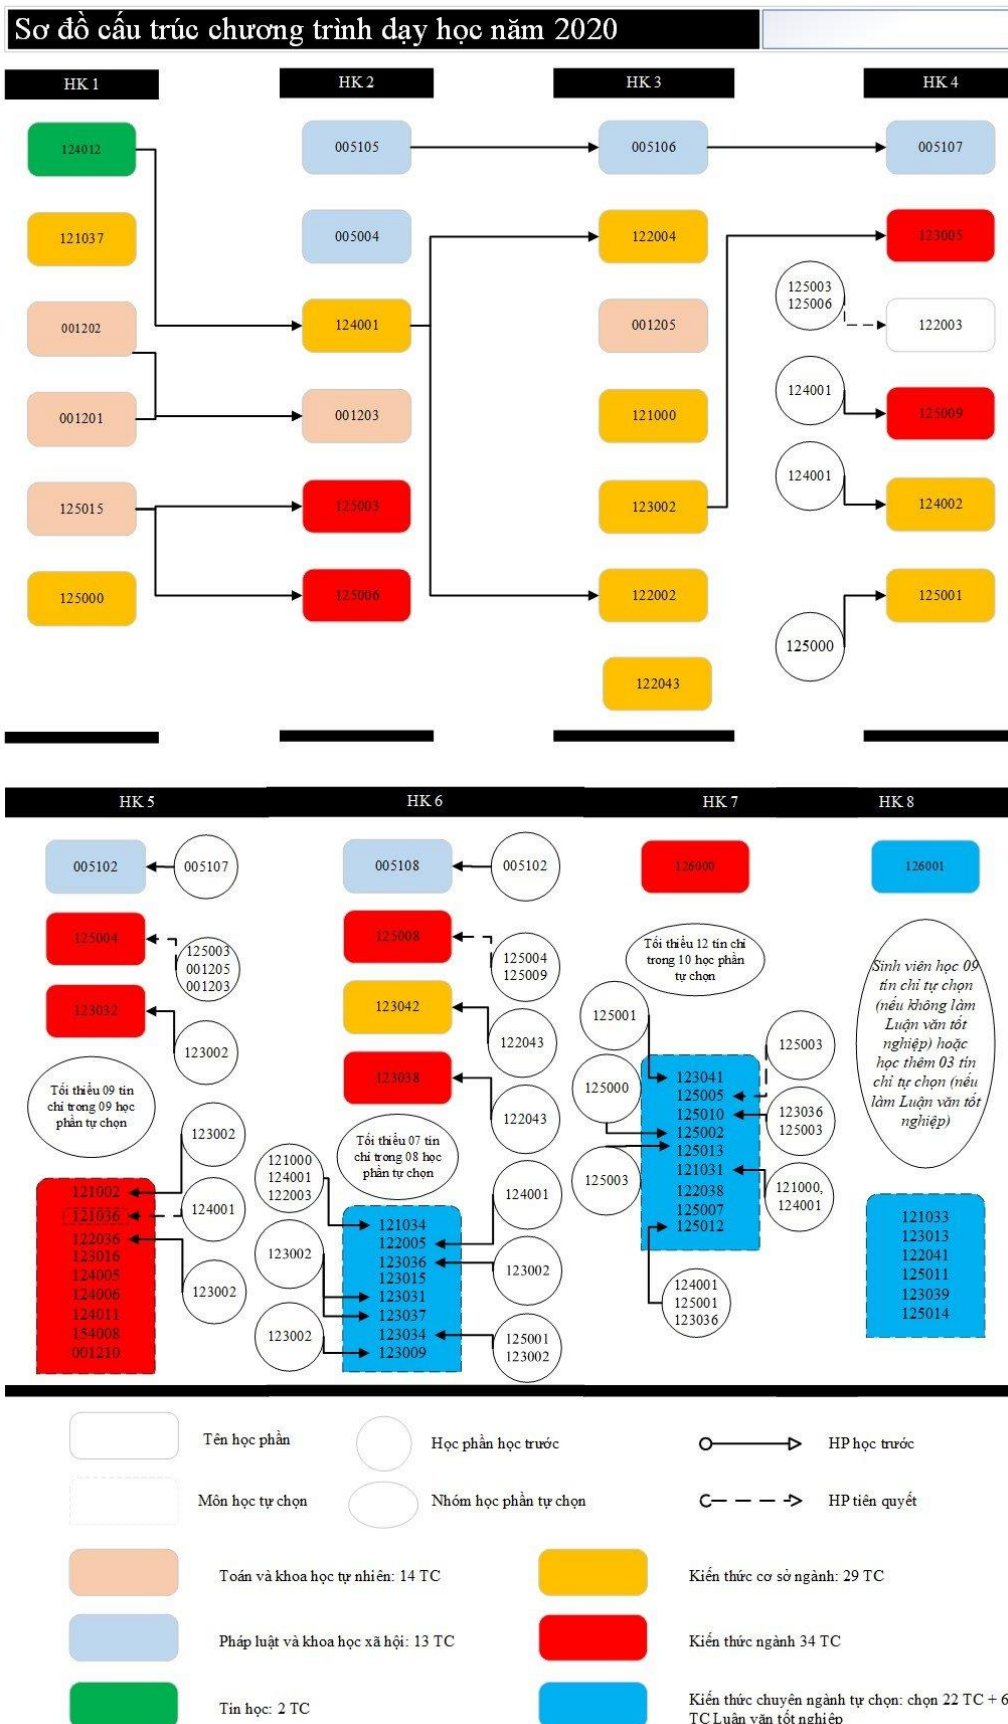 Sơ đồ cấu trúc chương trình dạy học năm 2020
HK 1
HK 2
HK 3
HK 4
124012
005105
005106
005107
121037
005004
122004
123005
125003
125006
001202
124001
001205
122003
124001
001201
001203
121000
125009
124001
125015
125003
123002
124002
125000
125006
122002
125001
125000
122043
HK 5
HK 6
HK 7
HK 8
005102
005107
005108
005102
126000
126001
125004
125003
001205
001203
125008
125004
125009
Tối thiểu 12 tín chỉ
trong 10 học phần
tự chọn
Sinh viên học 09
tín chỉ tự chọn
(nếu không làm
Luận văn tốt
nghiệp) hoặc
học thêm 03 tín
chỉ tự chọn (nếu
làm Luận văn tốt
nghiệp)
123032
123002
123042
122043
123038
122043
Tối thiểu 09 tín
chỉ trong 09 học
phần tự chọn
Tối thiểu 07 tín
chỉ trong 08 học
phần tự chọn
123002
124001
123002
121002
121036
122036
123016
124005
124006
124011
154008
001210
121000
124001
122003
123002
123002
121034
122005
123036
123015
123031
123037
123034
123009
124001
123002
125001
123002
125001
125000
125003
123041
125005
125010
125002
125013
121031
122038
125007
125012
125003
123036
125003
121000,
124001
124001
125001
123036
121033
123013
122041
125011
123039
125014
Tên học phần
Học phần học trước
HP học trước
Môn học tự chọn
Nhóm học phần tự chọn
HP tiên quyết
Toán và khoa học tự nhiên: 14 TC
Kiến thức cơ sở ngành: 29 TC
Pháp luật và khoa học xã hội: 13 TC
Kiến thức ngành 34 TC
Tin học: 2 TC
Kiến thức chuyên ngành tự chọn: chọn 22 TC + 6
TC Luận văn tốt nghiệp